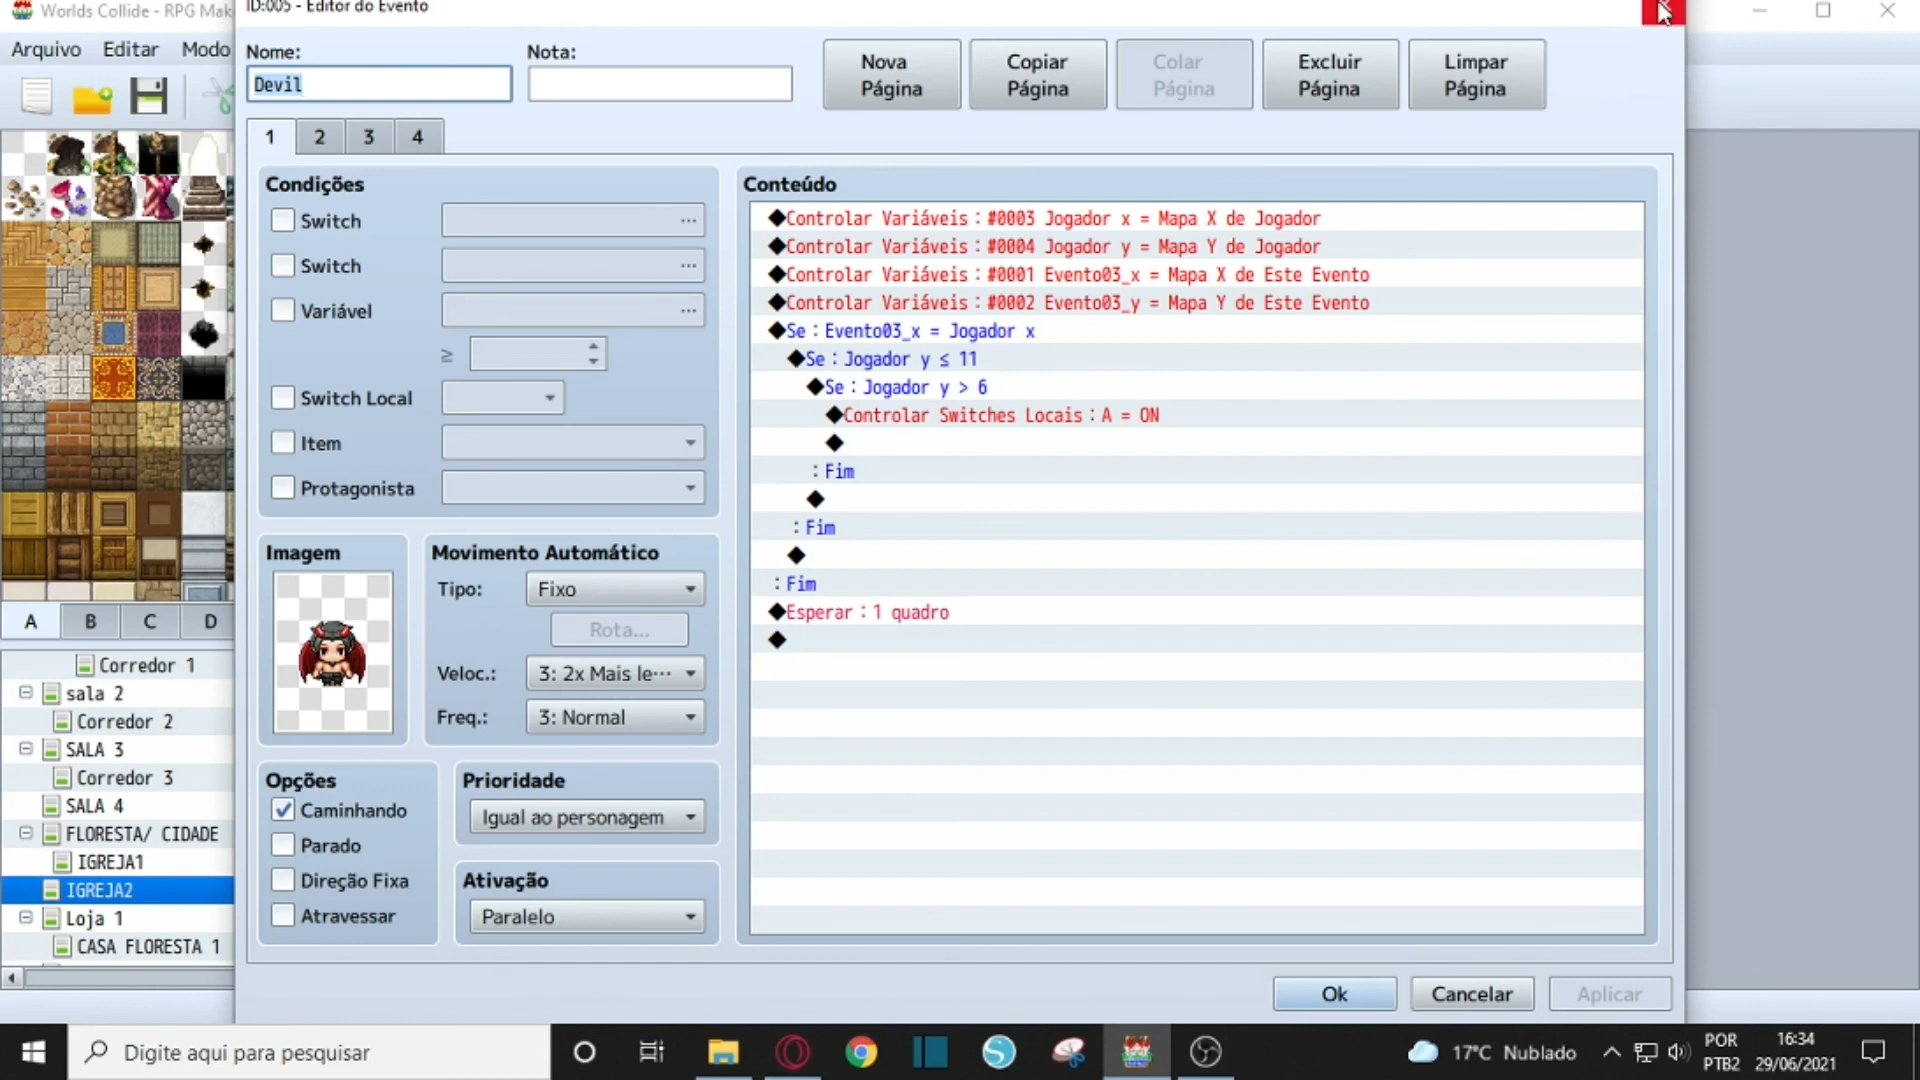 Worlds Collide - RPG Mak
ID:005 - Editor do Evento
Arquivo Editar Modo
Nome:
Nota:
Devil
Nova Página
Copiar Página
Colar Página
Excluir Página
Limpar Página
1 2 3 4
Condições
Switch
Switch
Variável
≥
Switch Local
Item
Protagonista
Imagem
Movimento Automático
Tipo: Fixo
Rota...
Veloc.: 3: 2x Mais le...
Freq.: 3: Normal
Opções
Caminhando
Parado
Direção Fixa
Atravessar
Prioridade
Igual ao personagem
Ativação
Paralelo
Conteúdo
◆Controlar Variáveis:#0003 Jogador x = Mapa X de Jogador
◆Controlar Variáveis:#0004 Jogador y = Mapa Y de Jogador
◆Controlar Variáveis:#0001 Evento03_x = Mapa X de Este Evento
◆Controlar Variáveis:#0002 Evento03_y = Mapa Y de Este Evento
◆Se:Evento03_x = Jogador x
◆Se:Jogador y ≤ 11
◆Se:Jogador y > 6
◆Controlar Switches Locais:A = ON
◆
:Fim
◆
:Fim
◆
:Fim
◆Esperar:1 quadro
◆
A B C D
Corredor 1
sala 2
Corredor 2
SALA 3
Corredor 3
SALA 4
FLORESTA/ CIDADE
IGREJA1
IGREJA2
Loja 1
CASA FLORESTA 1
Ok
Cancelar
Aplicar
Digite aqui para pesquisar
17°C Nublado
POR
PTB2
16:34
29/06/2021